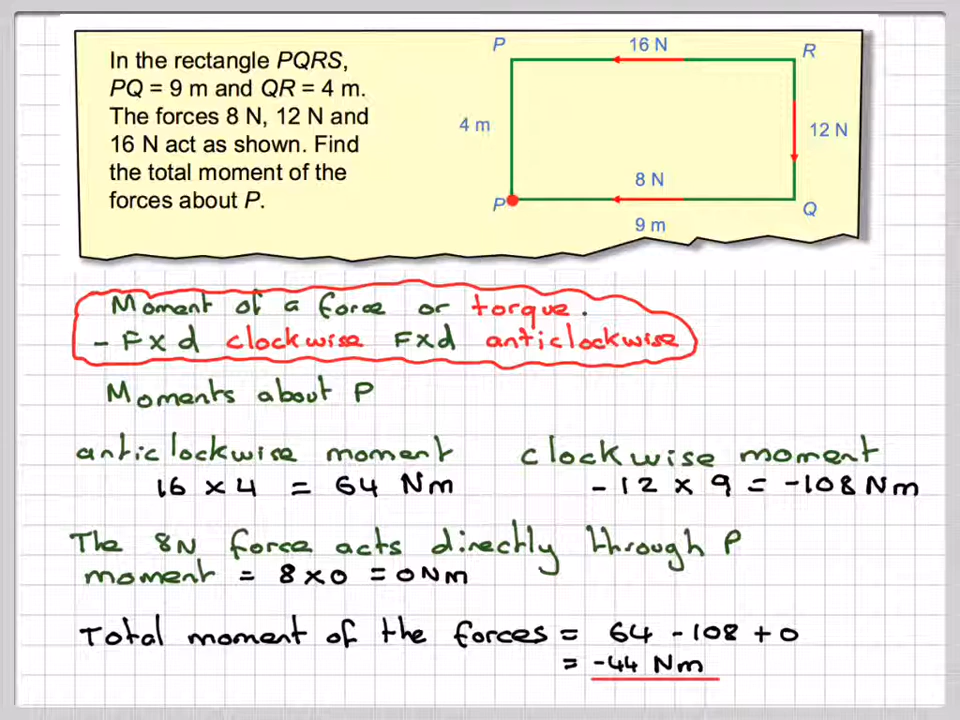 In the rectangle PQRS,
PQ = 9 m and QR = 4 m.
The forces 8 N, 12 N and
16 N act as shown. Find
the total moment of the
forces about P.
P
16 N
R
4 m
12 N
8 N
P
Q
9 m
Moment of a force or torque.
- F x d clockwise F x d anticlockwise
Moments about P
anticlockwise moment
16 x 4 = 64 Nm
clockwise moment
-12 x 9 = -108 Nm
The 8N force acts directly through P
moment = 8 x 0 = 0 Nm
Total moment of the forces = 64 - 108 + 0
= -44 Nm